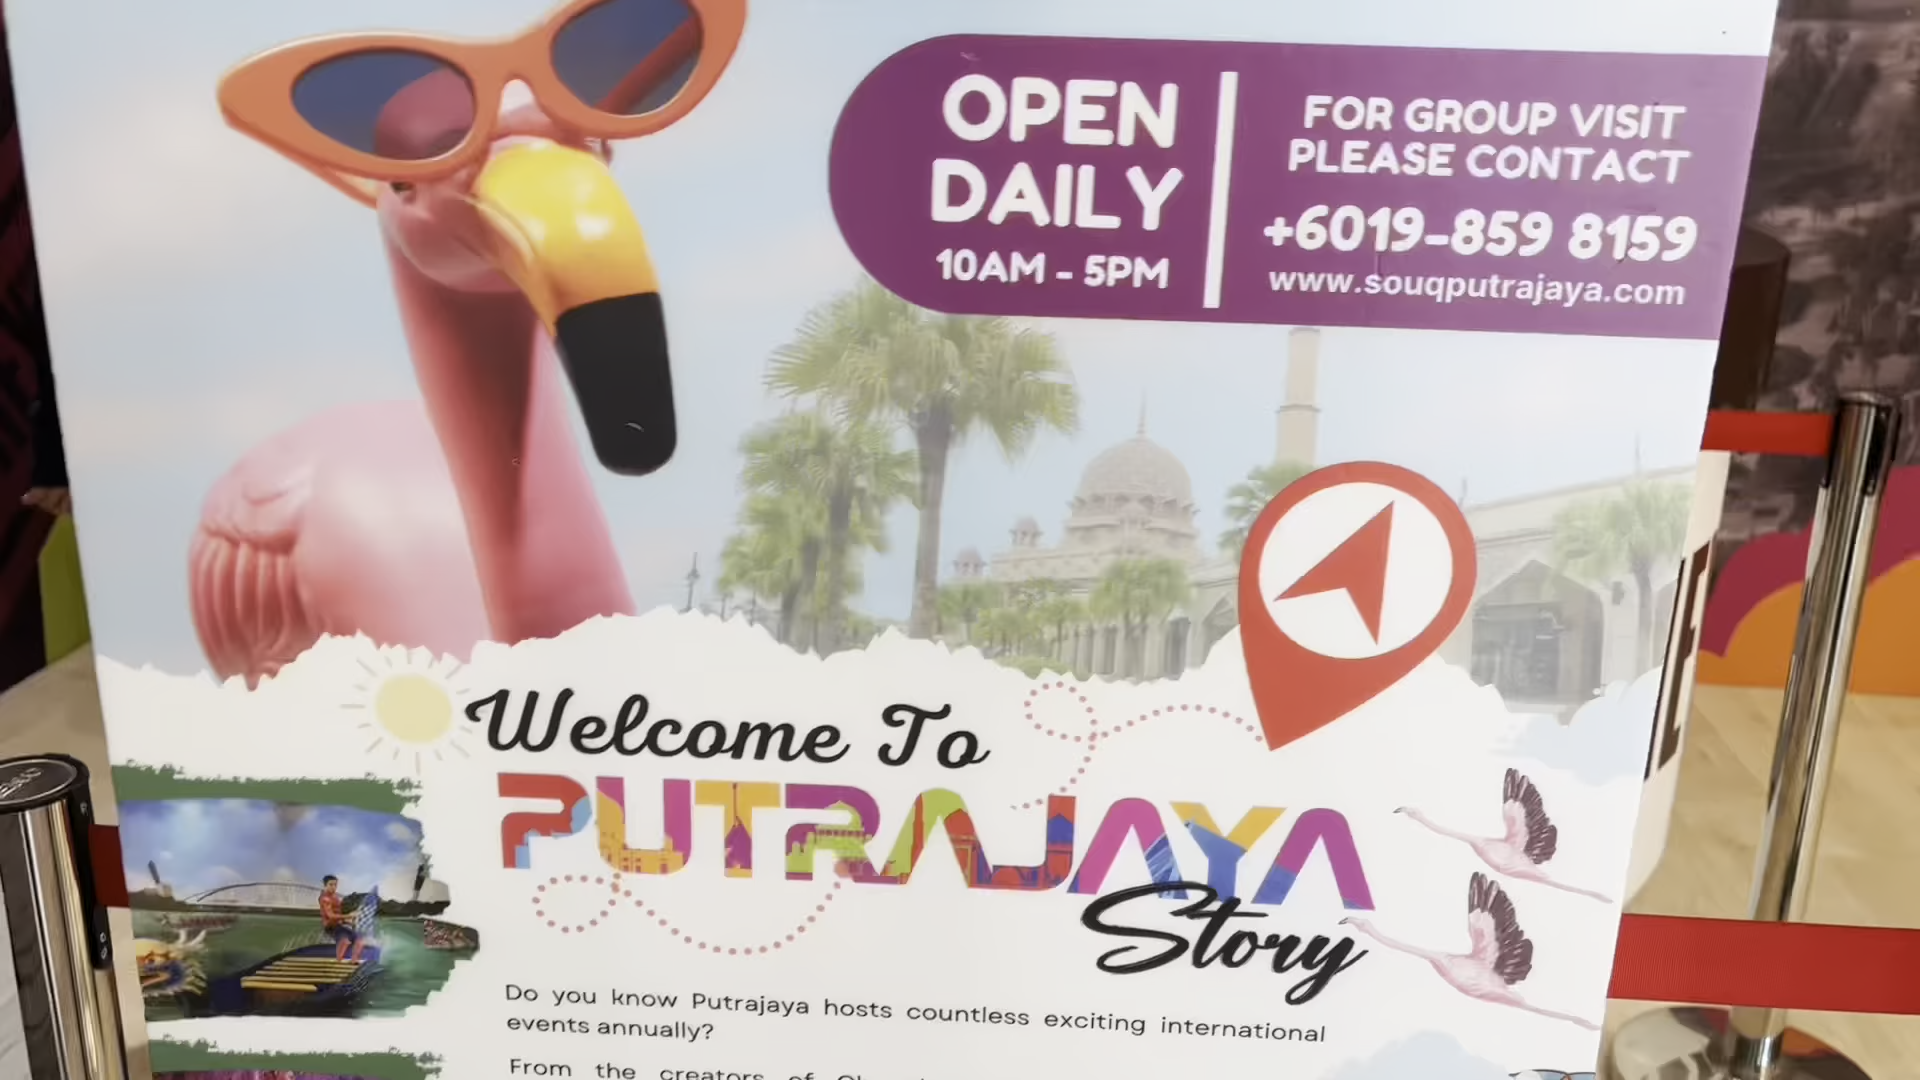 OPEN
DAILY
10AM - 5PM
FOR GROUP VISIT
PLEASE CONTACT
+6019-859 8159
www.souqputrajaya.com
Welcome To
PUTRAJAYA
Story
Do you know Putrajaya hosts countless exciting international
events annually?
From the creators of